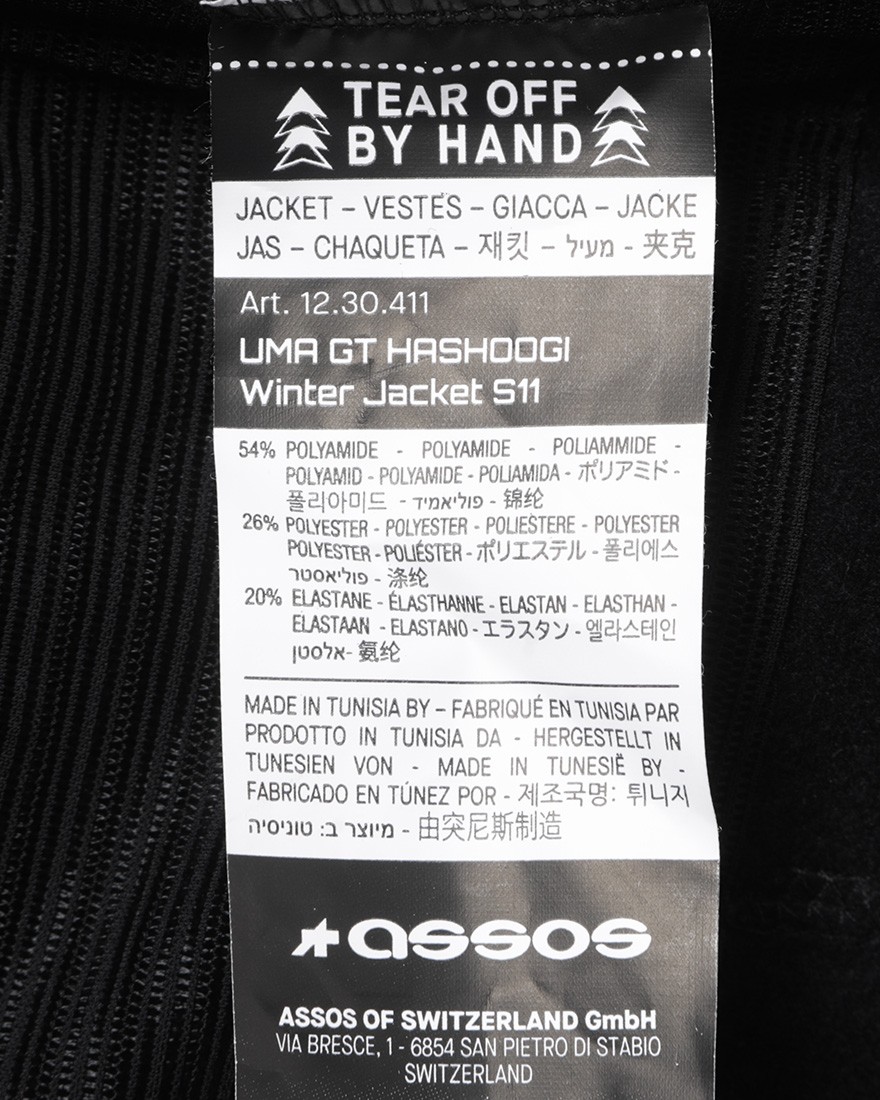 TEAR OFF
BY HAND
JACKET – VESTES – GIACCA – JACKE
JAS – CHAQUETA – 재킷 – מעיל - 夹克
Art. 12.30.411
UMA GT HASHOOGI
Winter Jacket S11
54% POLYAMIDE - POLYAMIDE - POLIAMMIDE -
POLYAMID - POLYAMIDE - POLIAMIDA - ポリアミド -
폴리아미드 - פוליאמיד - 锦纶
26% POLYESTER - POLYESTER - POLIESTERE - POLYESTER
POLYESTER - POLIÉSTER - ポリエステル - 폴리에스
פוליאסטר - 涤纶
20% ELASTANE - ÉLASTHANNE - ELASTAN - ELASTHAN -
ELASTAAN - ELASTANO - エラスタン - 엘라스테인
אלסטן - 氨纶
MADE IN TUNISIA BY – FABRIQUÉ EN TUNISIA PAR
PRODOTTO IN TUNISIA DA - HERGESTELLT IN
TUNESIEN VON - MADE IN TUNESIË BY -
FABRICADO EN TÚNEZ POR - 제조국명: 튀니지
מיוצר ב: טוניסיה - 由突尼斯制造
assos
ASSOS OF SWITZERLAND GmbH
VIA BRESCE, 1 - 6854 SAN PIETRO DI STABIO
SWITZERLAND